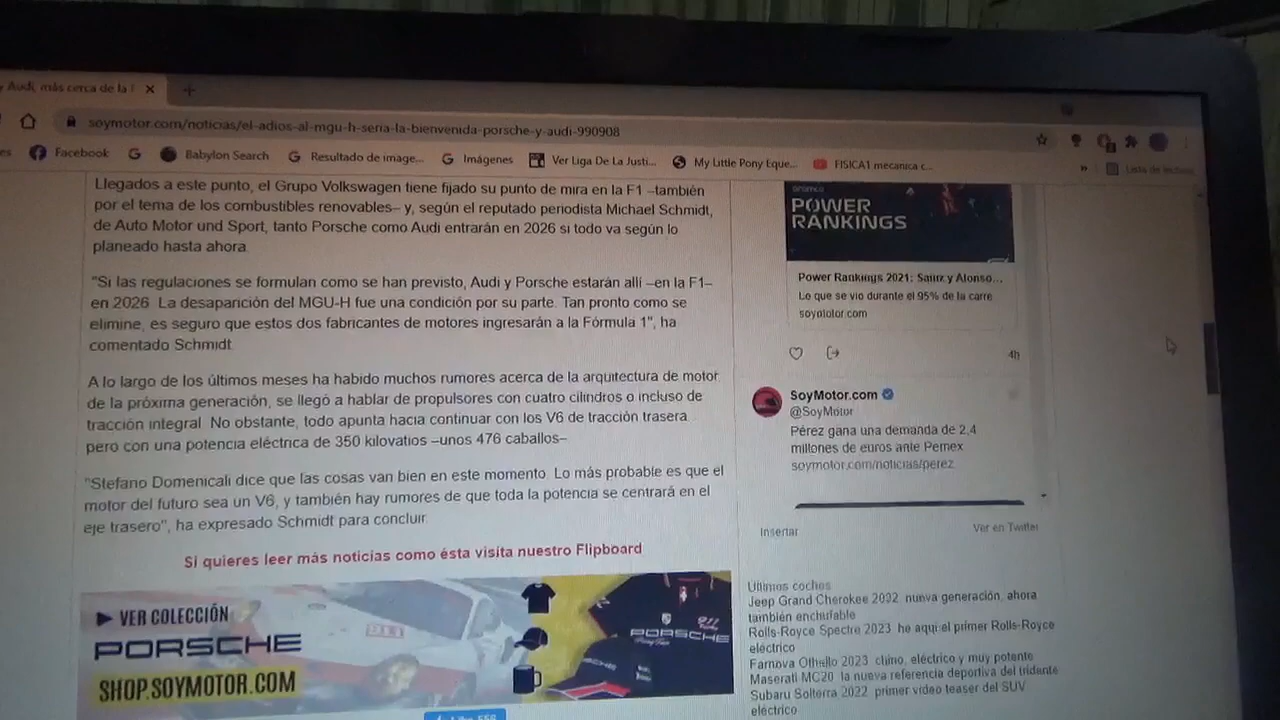 Audi, más cerca de la
soymotor.com/noticias/el-adios-al-mgu-h-seria-la-bienvenida-porsche-y-audi-990908
es Facebook Babylon Search Resultado de image... Imágenes Ver Liga De La Justi... My Little Pony Eque... FISICA1 mecanica c... » Lista de lectura
Llegados a este punto, el Grupo Volkswagen tiene fijado su punto de mira en la F1 –también
por el tema de los combustibles renovables– y, según el reputado periodista Michael Schmidt,
de Auto Motor und Sport, tanto Porsche como Audi entrarán en 2026 si todo va según lo
planeado hasta ahora.
"Si las regulaciones se formulan como se han previsto, Audi y Porsche estarán allí –en la F1–
en 2026. La desaparición del MGU-H fue una condición por su parte. Tan pronto como se
elimine, es seguro que estos dos fabricantes de motores ingresarán a la Fórmula 1", ha
comentado Schmidt.
A lo largo de los últimos meses ha habido muchos rumores acerca de la arquitectura de motor
de la próxima generación, se llegó a hablar de propulsores con cuatro cilindros o incluso de
tracción integral. No obstante, todo apunta hacia continuar con los V6 de tracción trasera,
pero con una potencia eléctrica de 350 kilovatios –unos 476 caballos–.
"Stefano Domenicali dice que las cosas van bien en este momento. Lo más probable es que el
motor del futuro sea un V6, y también hay rumores de que toda la potencia se centrará en el
eje trasero", ha expresado Schmidt para concluir.
Si quieres leer más noticias como ésta visita nuestro Flipboard
VER COLECCIÓN
PORSCHE
SHOP.SOYMOTOR.COM
911
PORSCHE
PORSCHE
aramco
POWER
RANKINGS
Power Rankings 2021: Sainz y Alonso...
Lo que se vio durante el 95% de la carre
soymotor.com
4h
SoyMotor.com
@SoyMotor
Pérez gana una demanda de 2,4
millones de euros ante Pemex
soymotor.com/noticias/perez
Insertar Ver en Twitter
Últimos coches
Jeep Grand Cherokee 2022 nueva generación, ahora
también enchufable
Rolls-Royce Spectre 2023 he aquí el primer Rolls-Royce
eléctrico
Farnova Othello 2023 chino, eléctrico y muy potente
Maserati MC20 la nueva referencia deportiva del tridente
Subaru Solterra 2022 primer vídeo teaser del SUV
eléctrico